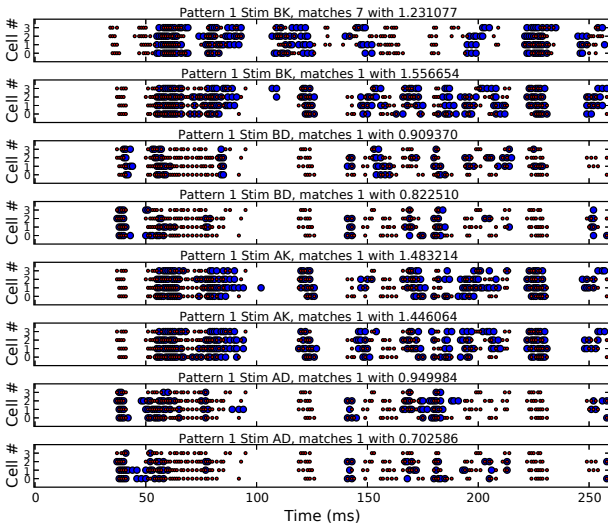 Pattern 1 Stim BK, matches 7 with 1.231077
Cell #
3
2
1
0
Pattern 1 Stim BK, matches 1 with 1.556654
Cell #
3
2
1
0
Pattern 1 Stim BD, matches 1 with 0.909370
Cell #
3
2
1
0
Pattern 1 Stim BD, matches 1 with 0.822510
Cell #
3
2
1
0
Pattern 1 Stim AK, matches 1 with 1.483214
Cell #
3
2
1
0
Pattern 1 Stim AK, matches 1 with 1.446064
Cell #
3
2
1
0
Pattern 1 Stim AD, matches 1 with 0.949984
Cell #
3
2
1
0
Pattern 1 Stim AD, matches 1 with 0.702586
Cell #
3
2
1
0
0 50 100 150 200 250
Time (ms)